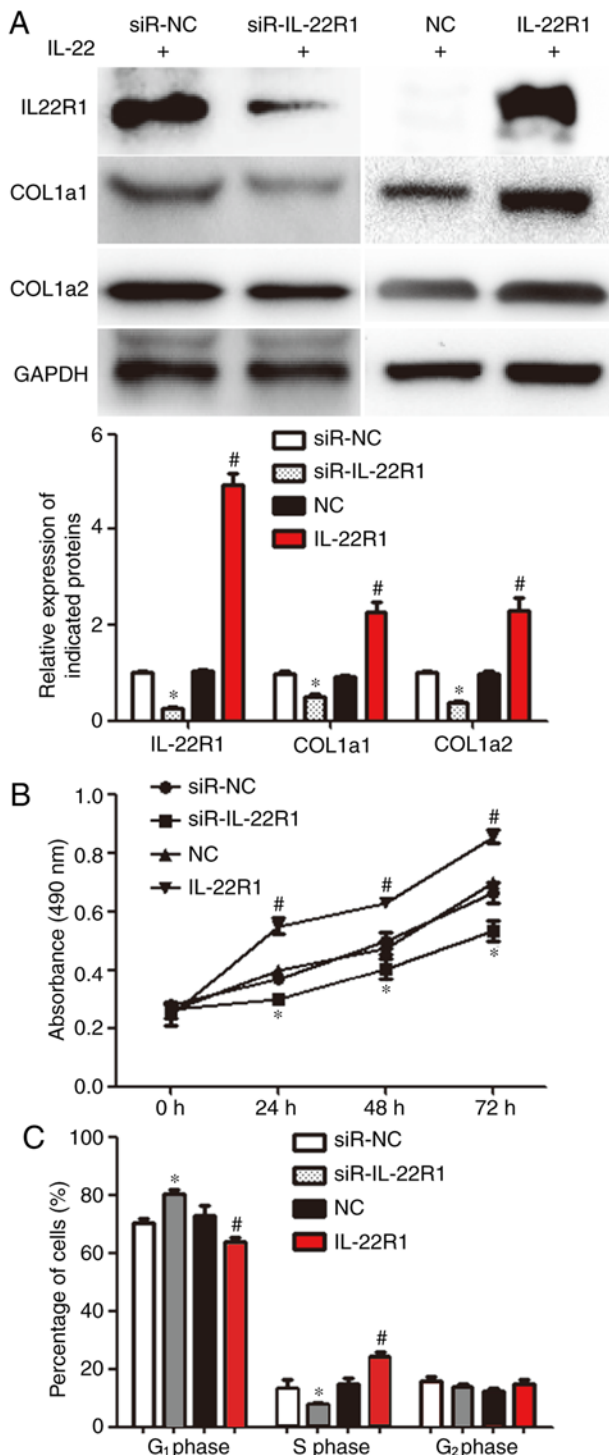 A
siR-NC siR-IL-22R1 NC IL-22R1
IL-22 + + + +
IL22R1
COL1a1
COL1a2
GAPDH
Relative expression of
indicated proteins
6
4
2
0
siR-NC
siR-IL-22R1
NC
IL-22R1
* # * # * #
IL-22R1 COL1a1 COL1a2
B
Absorbance (490 nm)
1.0
0.8
0.6
0.4
0.2
0.0
siR-NC
siR-IL-22R1
NC
IL-22R1
# # #
* * *
0 h 24 h 48 h 72 h
C
Percentage of cells (%)
100
80
60
40
20
0
siR-NC
siR-IL-22R1
NC
IL-22R1
* # * #
G₁ phase S phase G₂ phase